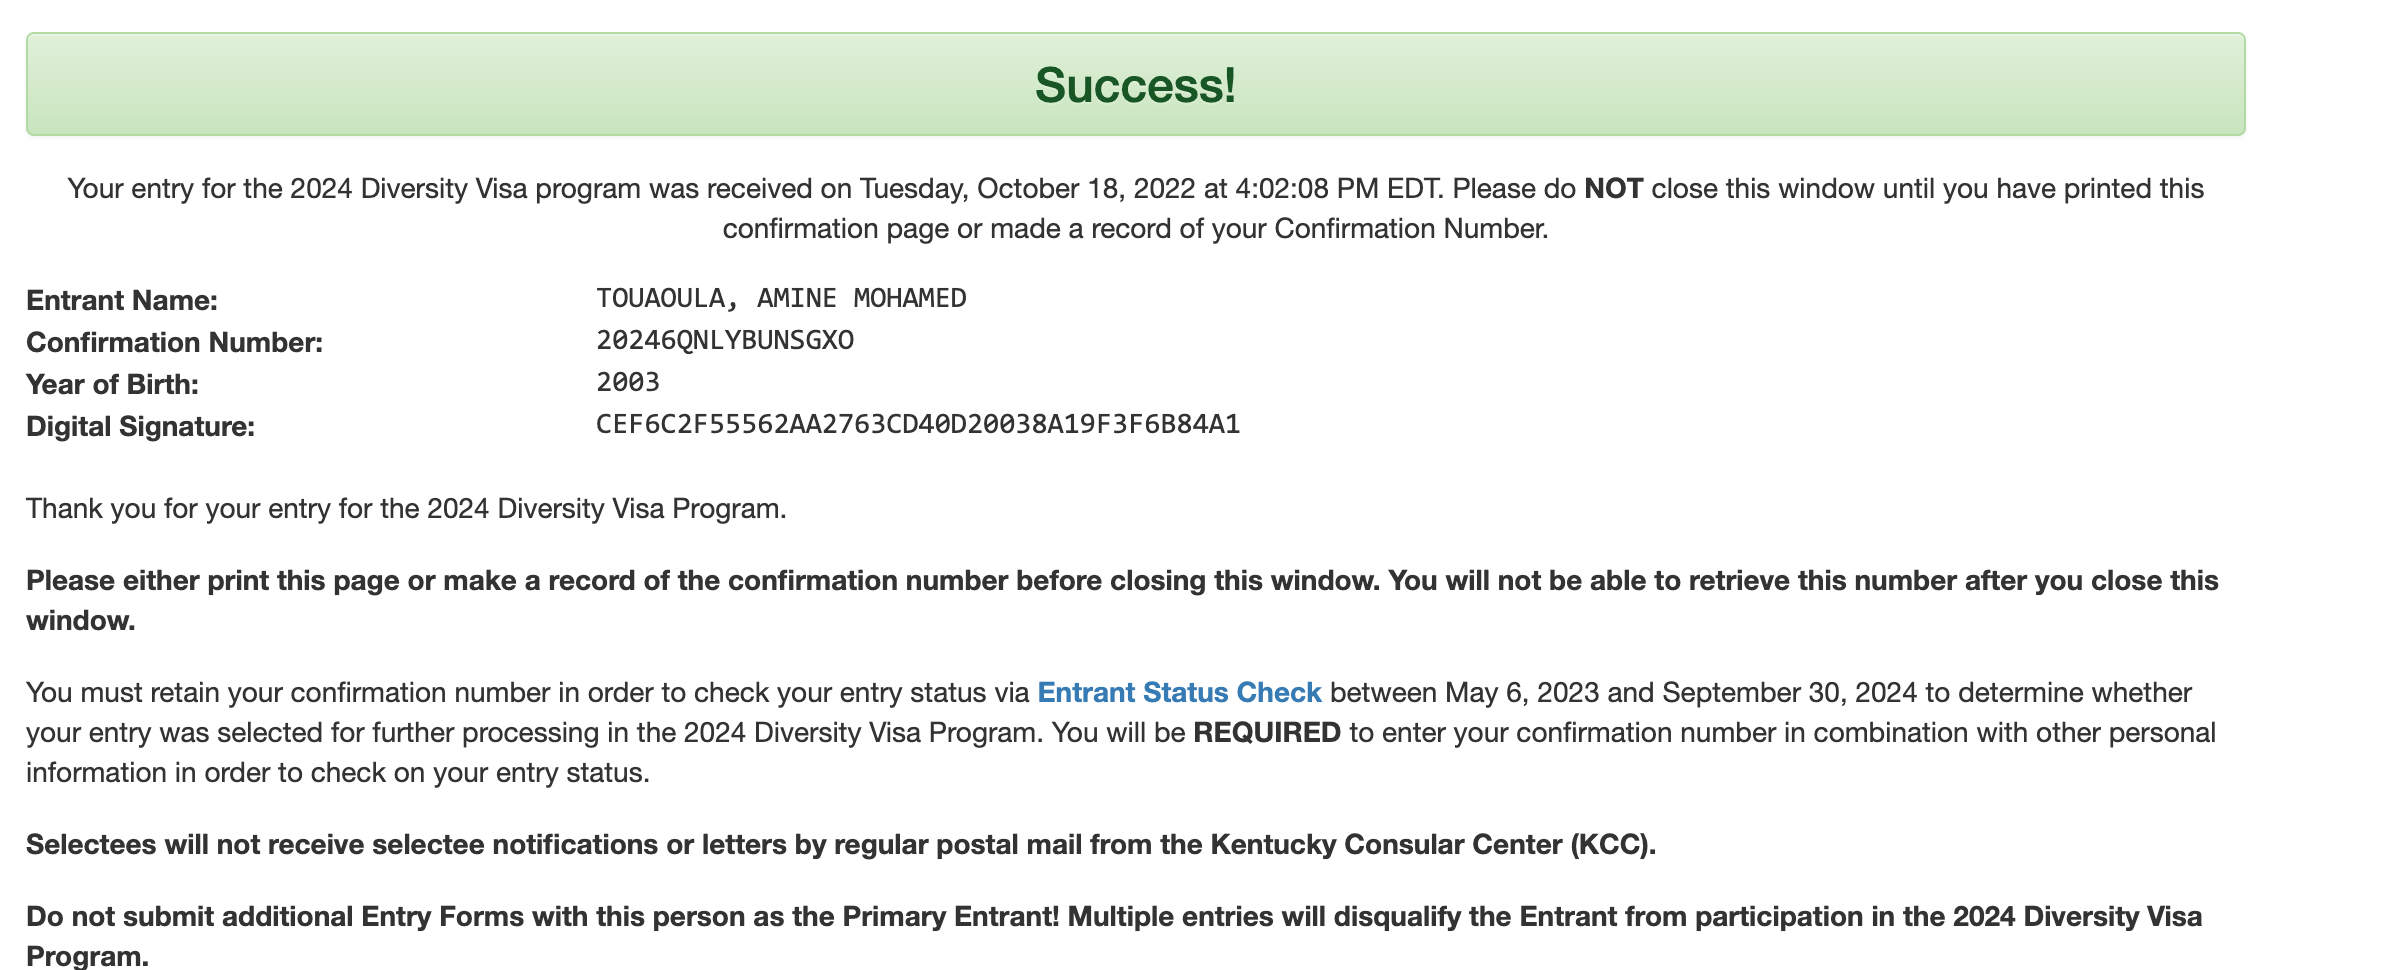 Success!
Your entry for the 2024 Diversity Visa program was received on Tuesday, October 18, 2022 at 4:02:08 PM EDT. Please do NOT close this window until you have printed this
confirmation page or made a record of your Confirmation Number.
Entrant Name: TOUAOULA, AMINE MOHAMED
Confirmation Number: 20246QNLYBUNSGXO
Year of Birth: 2003
Digital Signature: CEF6C2F55562AA2763CD40D20038A19F3F6B84A1
Thank you for your entry for the 2024 Diversity Visa Program.
Please either print this page or make a record of the confirmation number before closing this window. You will not be able to retrieve this number after you close this
window.
You must retain your confirmation number in order to check your entry status via Entrant Status Check between May 6, 2023 and September 30, 2024 to determine whether
your entry was selected for further processing in the 2024 Diversity Visa Program. You will be REQUIRED to enter your confirmation number in combination with other personal
information in order to check on your entry status.
Selectees will not receive selectee notifications or letters by regular postal mail from the Kentucky Consular Center (KCC).
Do not submit additional Entry Forms with this person as the Primary Entrant! Multiple entries will disqualify the Entrant from participation in the 2024 Diversity Visa
Program.